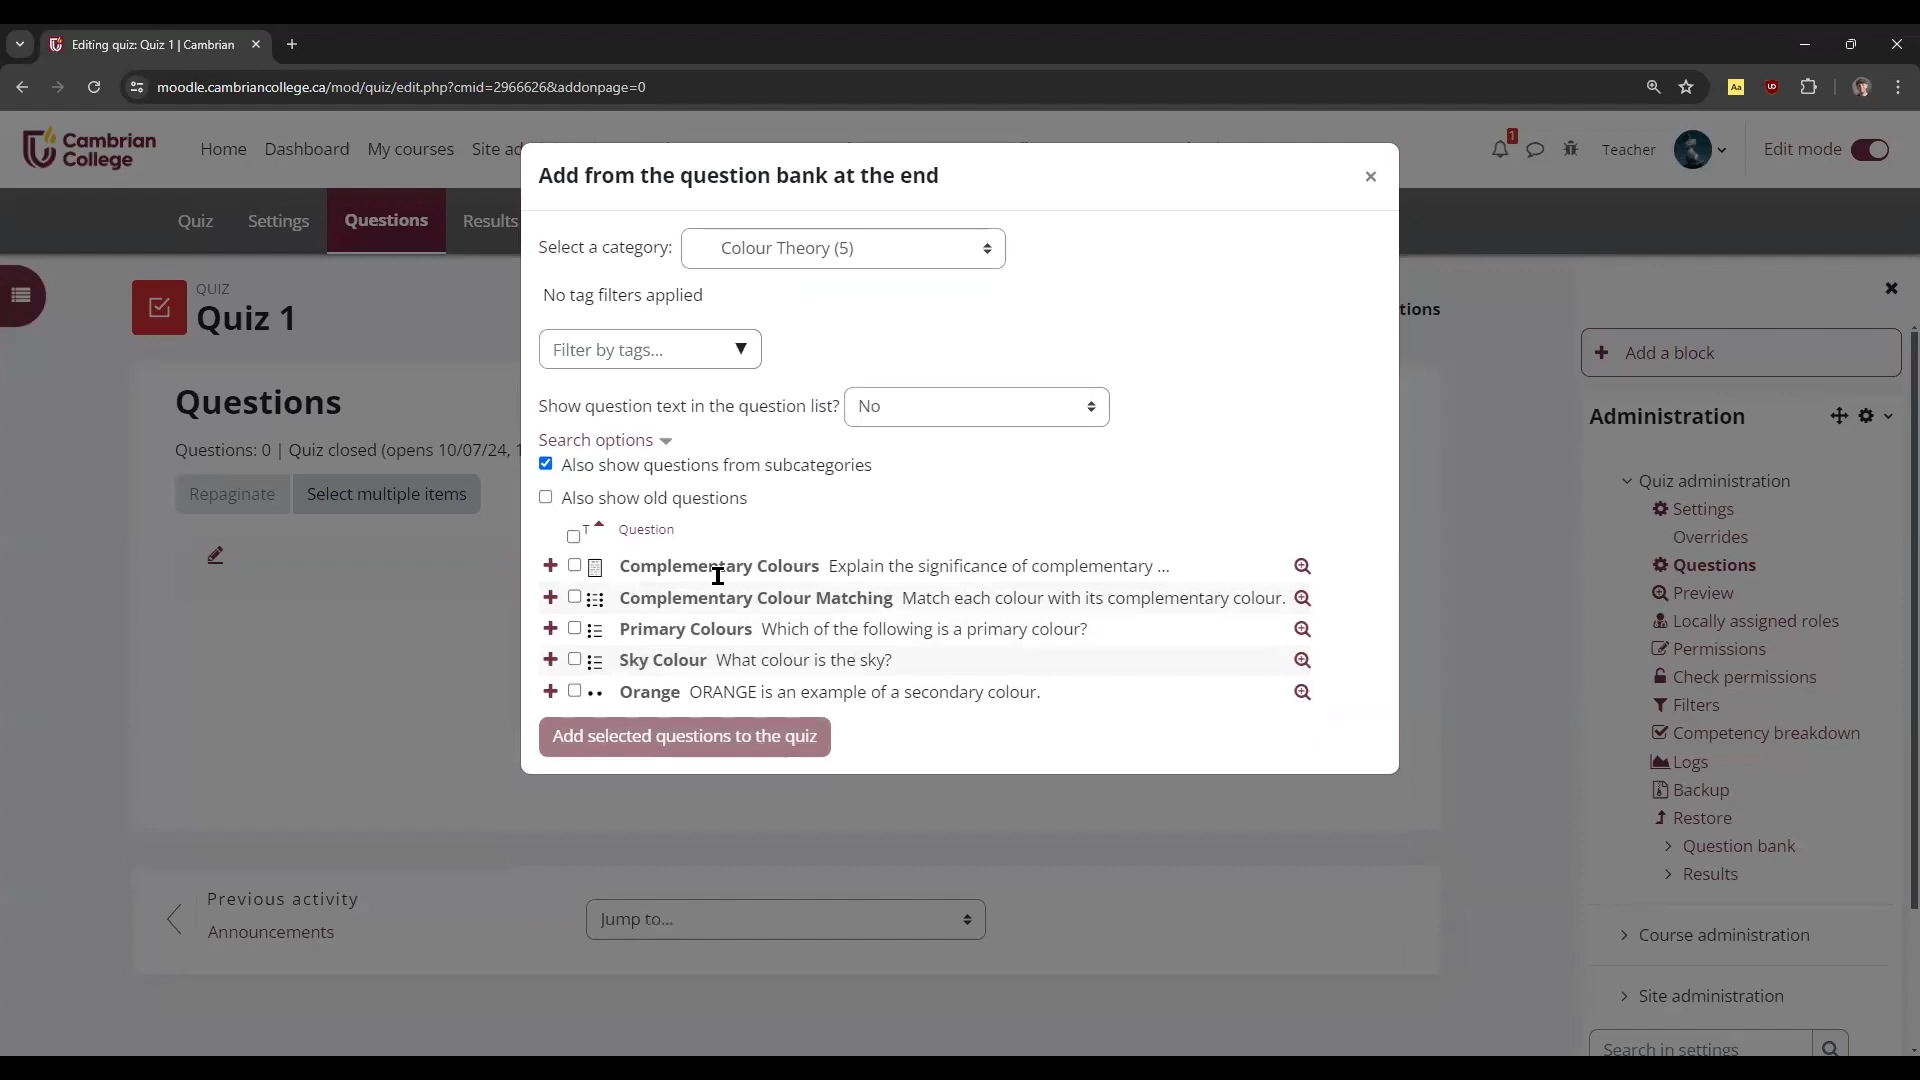 Editing quiz: Quiz 1 | Cambrian
moodle.cambriancollege.ca/mod/quiz/edit.php?cmid=2966626&addonpage=0
Aa
UD
Cambrian College
Home Dashboard My courses Site ad
1
Teacher
Edit mode
Quiz Settings Questions Results
QUIZ
Quiz 1
tions
Questions
Questions: 0 | Quiz closed (opens 10/07/24, 1
Repaginate Select multiple items
Add from the question bank at the end
×
Select a category: Colour Theory (5)
No tag filters applied
Filter by tags... ▼
Show question text in the question list? No
Search options
Also show questions from subcategories
Also show old questions
T Question
Complementary Colours Explain the significance of complementary ...
Complementary Colour Matching Match each colour with its complementary colour.
Primary Colours Which of the following is a primary colour?
Sky Colour What colour is the sky?
Orange ORANGE is an example of a secondary colour.
Add selected questions to the quiz
Previous activity
Announcements
Jump to...
Add a block
Administration
Quiz administration
Settings
Overrides
Questions
Preview
Locally assigned roles
Permissions
Check permissions
Filters
Competency breakdown
Logs
Backup
Restore
Question bank
Results
Course administration
Site administration
Search in settings